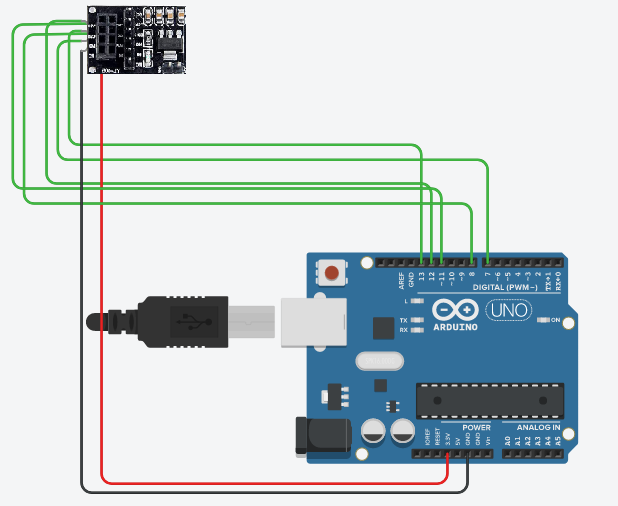 AREF
GND
13
12
~11
~10
~9
8
7
~6
~5
4
~3
2
TX→1
RX←0
DIGITAL (PWM~)
L
TX
RX
ARDUINO
UNO
ON
POWER
ANALOG IN
IOREF
RESET
3.3V
5V
GND
GND
Vin
A0
A1
A2
A3
A4
A5